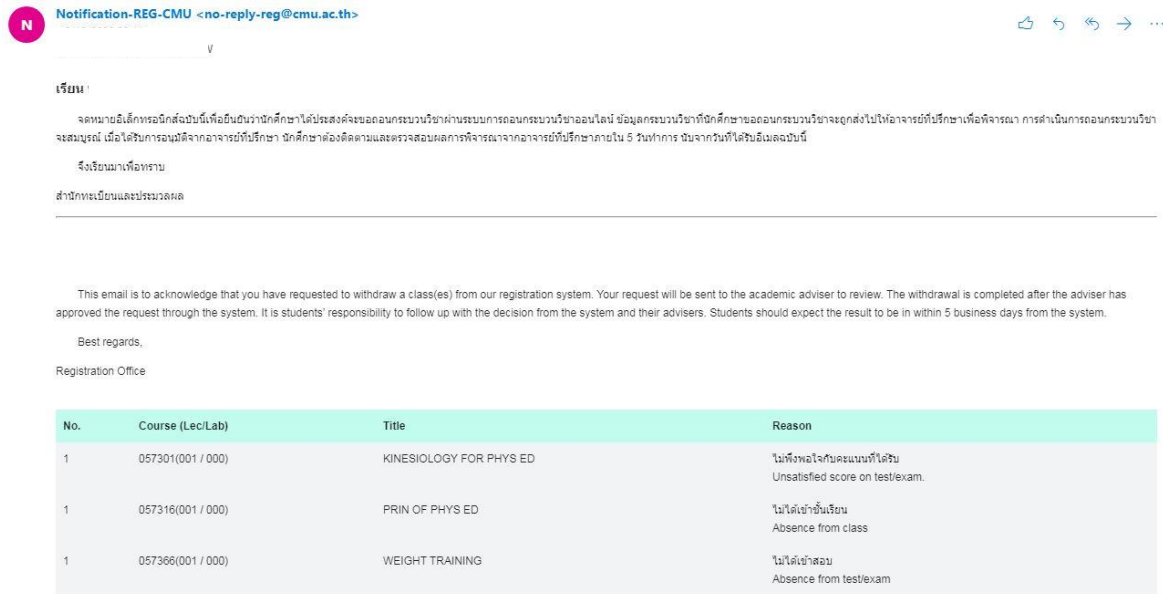 N
Notification-REG-CMU <no-reply-reg@cmu.ac.th>
เรียน
จดหมายอิเล็กทรอนิกส์ฉบับนี้เพื่อยืนยันว่านักศึกษาได้ประสงค์จะขอถอนกระบวนวิชาผ่านระบบการถอนกระบวนวิชาออนไลน์ ข้อมูลกระบวนวิชาที่นักศึกษาขอถอนกระบวนวิชาจะถูกส่งไปให้อาจารย์ที่ปรึกษาเพื่อพิจารณา การดำเนินการถอนกระบวนวิชา
จะสมบูรณ์ เมื่อได้รับการอนุมัติจากอาจารย์ที่ปรึกษา นักศึกษาต้องติดตามและตรวจสอบผลการพิจารณาจากอาจารย์ที่ปรึกษาภายใน 5 วันทำการ นับจากวันที่ได้รับอีเมลฉบับนี้
จึงเรียนมาเพื่อทราบ
สำนักทะเบียนและประมวลผล
This email is to acknowledge that you have requested to withdraw a class(es) from our registration system. Your request will be sent to the academic adviser to review. The withdrawal is completed after the adviser has
approved the request through the system. It is students' responsibility to follow up with the decision from the system and their advisers. Students should expect the result to be in within 5 business days from the system.
Best regards,
Registration Office
No. Course (Lec/Lab) Title Reason
1 057301(001 / 000) KINESIOLOGY FOR PHYS ED ไม่พึงพอใจกับคะแนนที่ได้รับ
Unsatisfied score on test/exam.
1 057316(001 / 000) PRIN OF PHYS ED ไม่ได้เข้าชั้นเรียน
Absence from class
1 057366(001 / 000) WEIGHT TRAINING ไม่ได้เข้าสอบ
Absence from test/exam